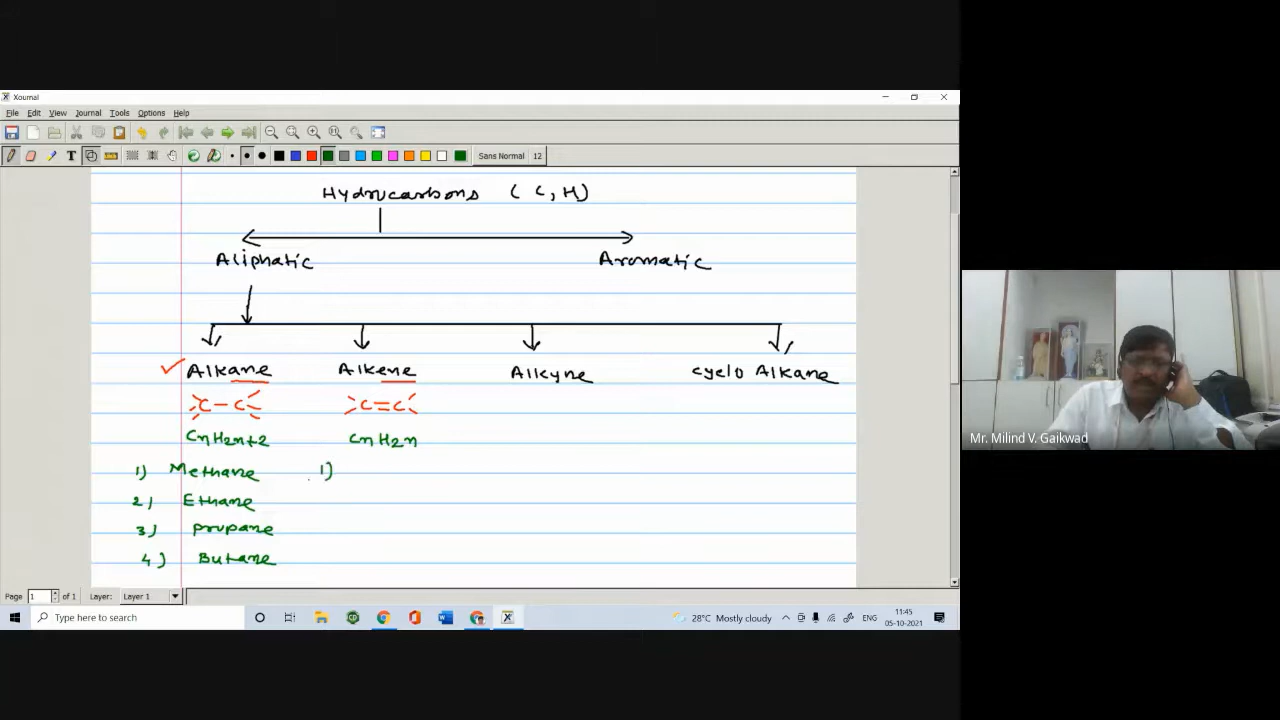 Xournal
File Edit View Journal Tools Options Help
Sans Normal 12
Hydrocarbons (C, H)
Aliphatic Aromatic
Alkane Alkene Alkyne cyclo Alkane
C-C C=C
CnH2n+2 CnH2n
1) Methane 1)
2) Ethane
3) propane
4) Butane
Mr. Milind V. Gaikwad
Page 1 of 1 Layer: Layer 1
Type here to search 28°C Mostly cloudy ENG 11:45
05-10-2021